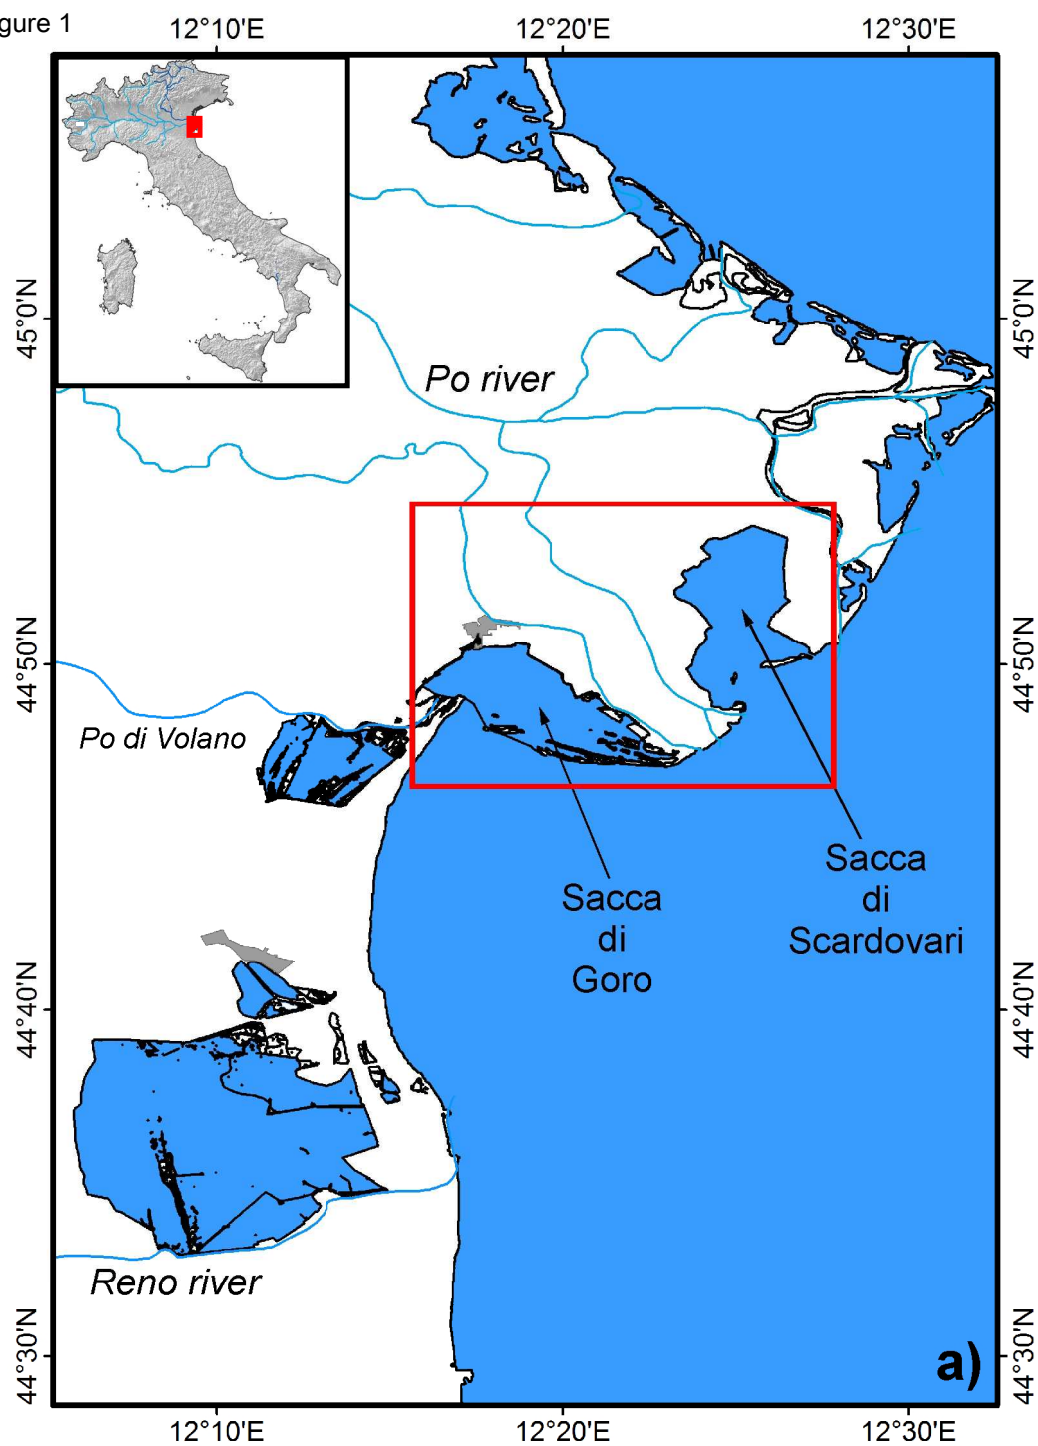 gure 1
12°10'E
12°20'E
12°30'E
45°0'N
45°0'N
Po river
44°50'N
44°50'N
Po di Volano
Sacca
di
Goro
Sacca
di
Scardovari
44°40'N
44°40'N
Reno river
44°30'N
44°30'N
a)
12°10'E
12°20'E
12°30'E